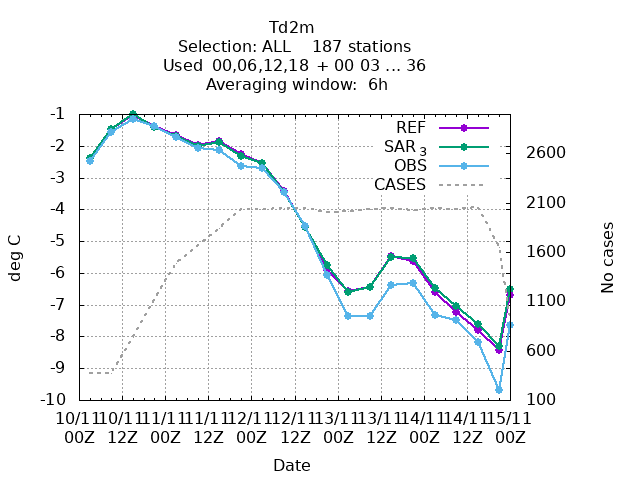 Td2m
Selection: ALL    187 stations
Used 00,06,12,18 + 00 03 ... 36
Averaging window:  6h
REF
SAR 3
OBS
CASES
-1
-2
-3
-4
-5
-6
-7
-8
-9
-10
deg C
2600
2100
1600
1100
600
100
No cases
10/11 10/11 11/11 11/11 12/11 12/11 13/11 13/11 14/11 14/11 15/11
00Z 12Z 00Z 12Z 00Z 12Z 00Z 12Z 00Z 12Z 00Z
Date